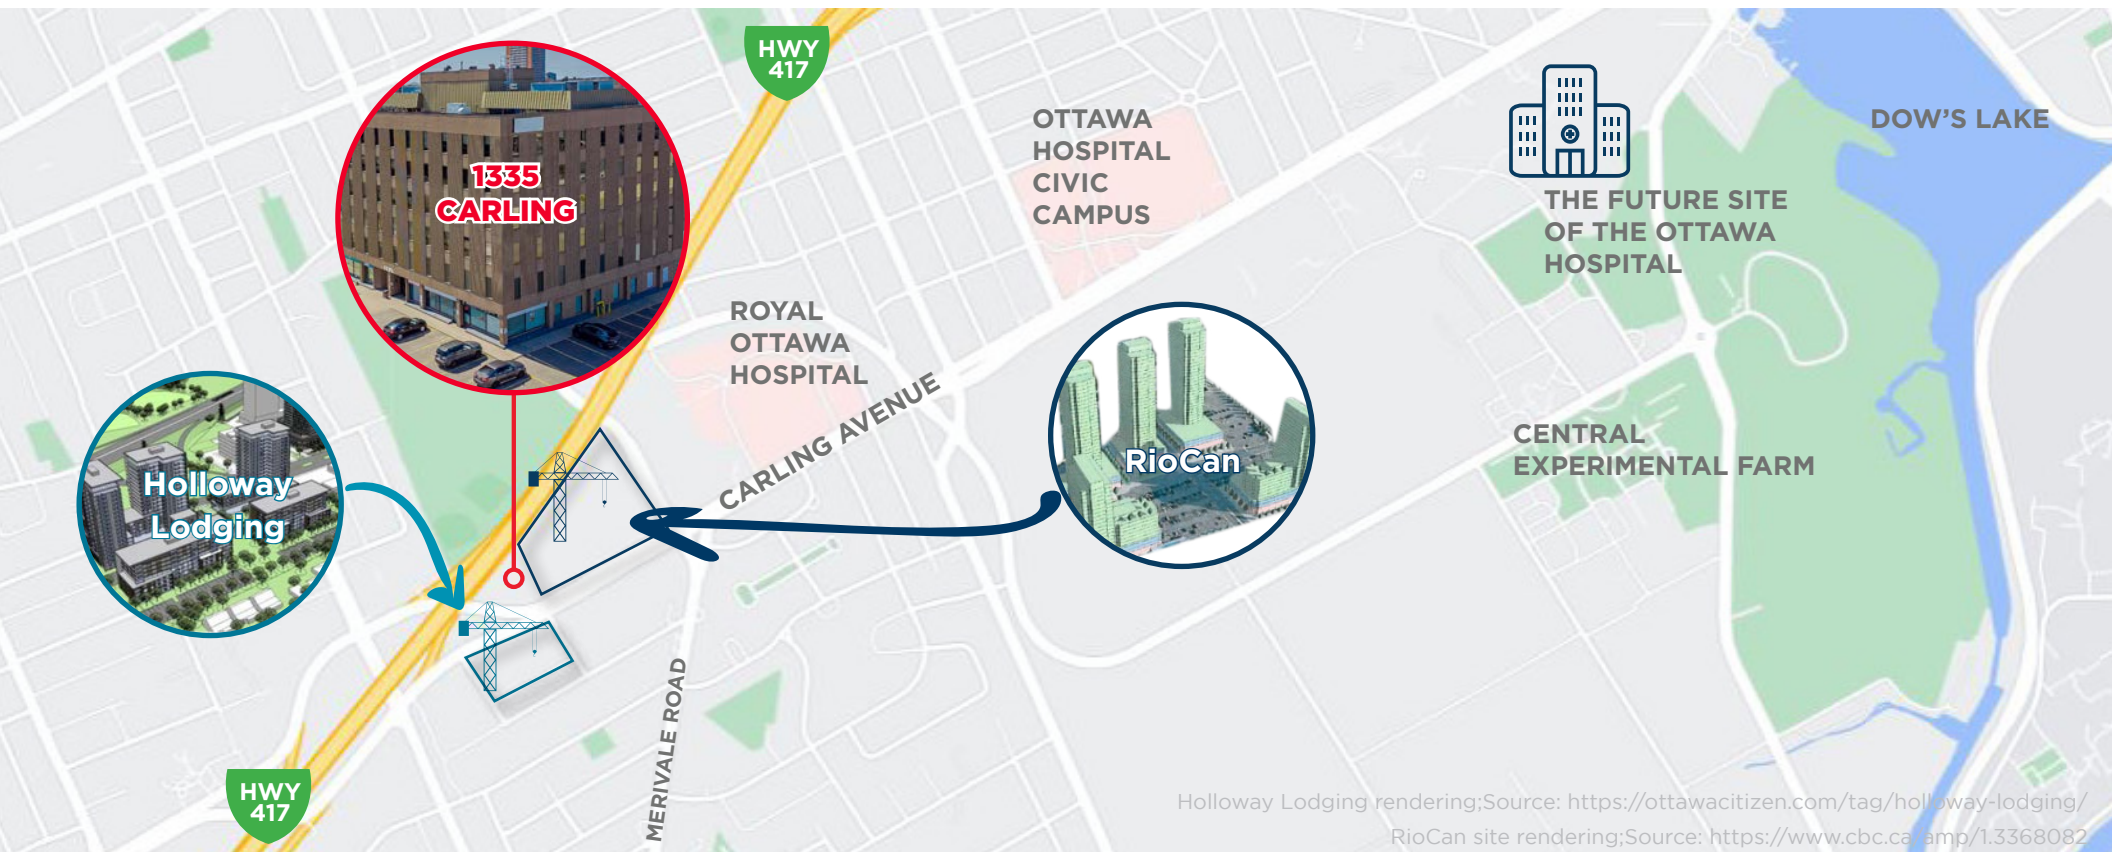 HWY
417
1335
CARLING
OTTAWA
HOSPITAL
CIVIC
CAMPUS
DOW'S LAKE
THE FUTURE SITE
OF THE OTTAWA
HOSPITAL
ROYAL
OTTAWA
HOSPITAL
CARLING AVENUE
RioCan
Holloway
Lodging
CENTRAL
EXPERIMENTAL FARM
MERIVALE ROAD
HWY
417
Holloway Lodging rendering;Source: https://ottawacitizen.com/tag/holloway-lodging/
RioCan site rendering;Source: https://www.cbc.ca/amp/1.3368082